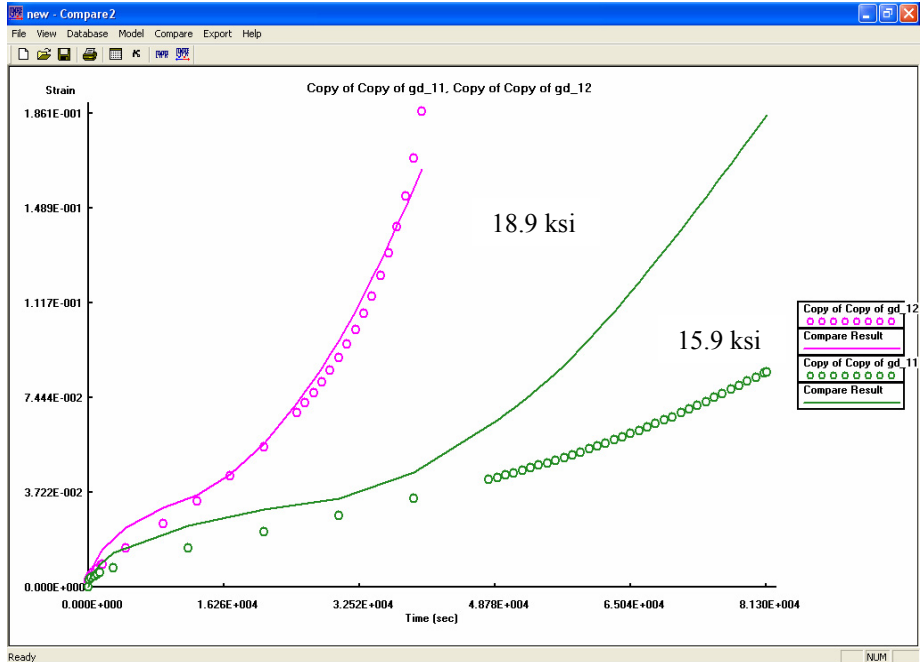 new - Compare2
File View Database Model Compare Export Help
Copy of Copy of gd_11, Copy of Copy of gd_12
Strain
1.861E-001
1.489E-001
1.117E-001
7.444E-002
3.722E-002
0.000E+000
18.9 ksi
15.9 ksi
Copy of Copy of gd_12
Compare Result
Copy of Copy of gd_11
Compare Result
0.000E+000 1.626E+004 3.252E+004 4.878E+004 6.504E+004 8.130E+004
Time (sec)
Ready NUM